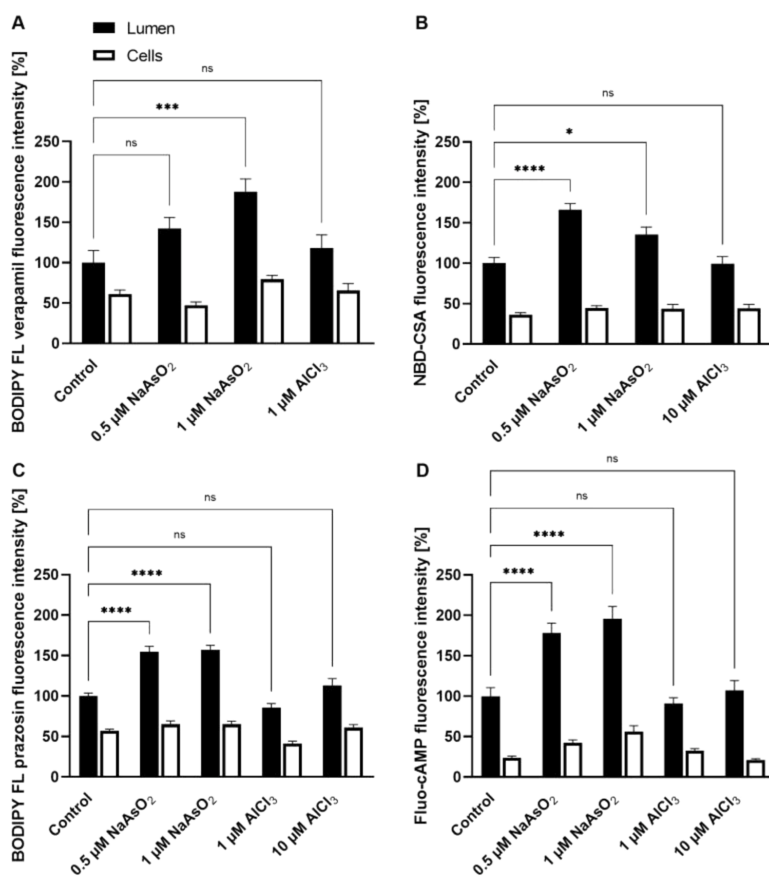 A
Lumen
Cells
BODIPY FL verapamil fluorescence intensity [%]
ns
***
ns
250
200
150
100
50
0
Control
0.5 µM NaAsO₂
1 µM NaAsO₂
1 µM AlCl₃
B
NBD-CSA fluorescence intensity [%]
ns
*
****
250
200
150
100
50
0
Control
0.5 µM NaAsO₂
1 µM NaAsO₂
10 µM AlCl₃
C
BODIPY FL prazosin fluorescence intensity [%]
ns
ns
****
****
250
200
150
100
50
0
Control
0.5 µM NaAsO₂
1 µM NaAsO₂
1 µM AlCl₃
10 µM AlCl₃
D
Fluo-cAMP fluorescence intensity [%]
ns
ns
****
****
250
200
150
100
50
0
Control
0.5 µM NaAsO₂
1 µM NaAsO₂
1 µM AlCl₃
10 µM AlCl₃